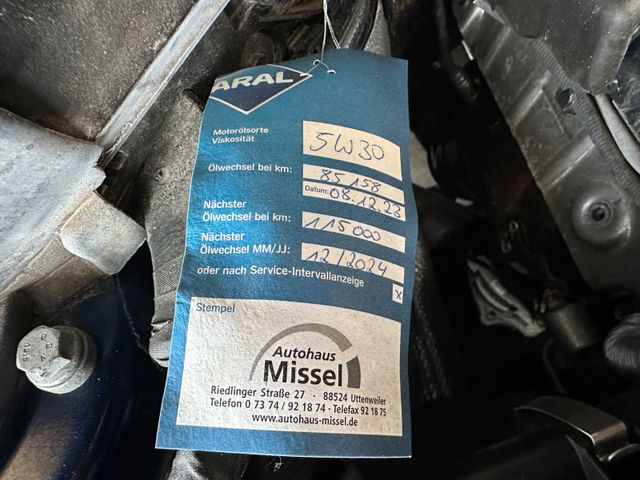 ARAL
Motorölsorte
Viskosität
5W30
Ölwechsel bei km: 85158
Datum: 08.12.23
Nächster
Ölwechsel bei km: 115000
Nächster
Ölwechsel MM/JJ: 12/2024
oder nach Service-Intervallanzeige x
Stempel
Autohaus
Missel
Riedlinger Straße 27 · 88524 Uttenweiler
Telefon 0 73 74 / 92 18 74 · Telefax 92 18 75
www.autohaus-missel.de